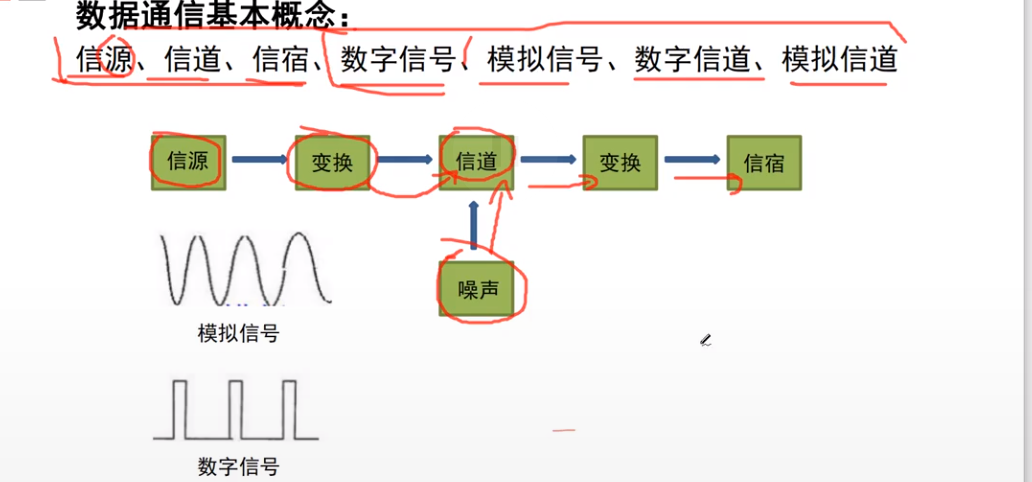 数据通信基本概念：
信源、信道、信宿、数字信号、模拟信号、数字信道、模拟信道
信源 变换 信道 变换 信宿
噪声
模拟信号
数字信号